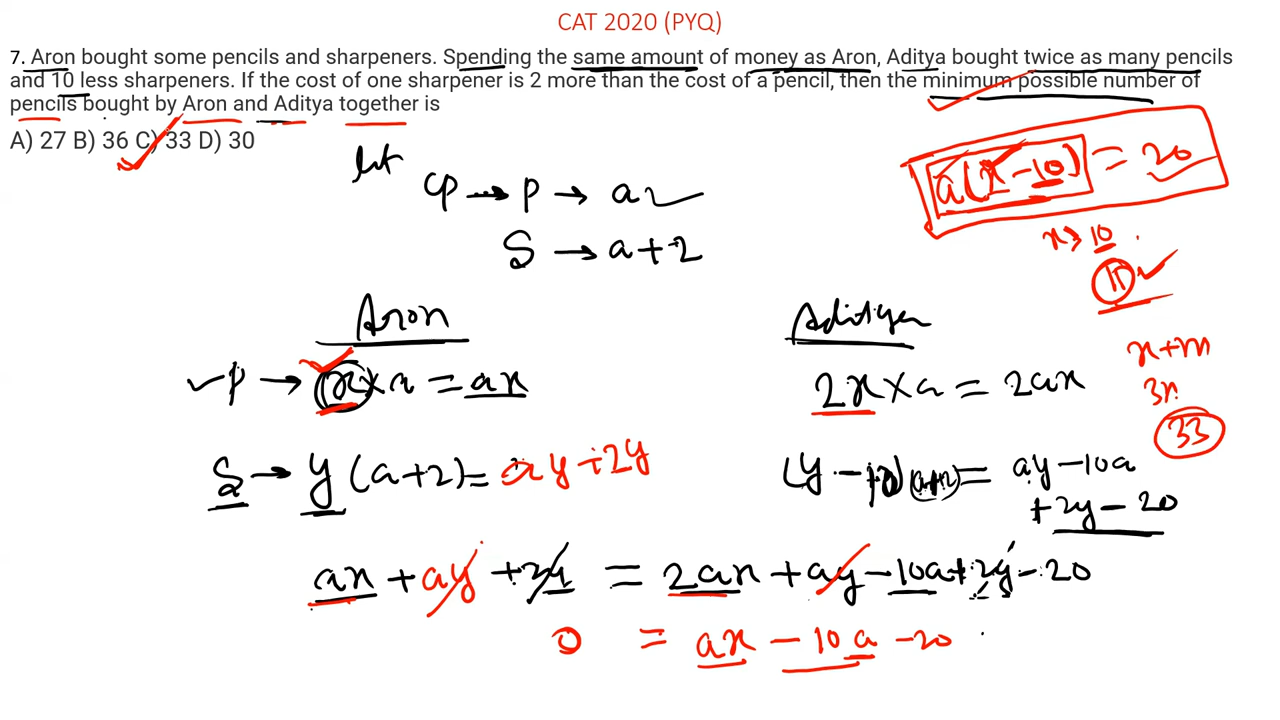 CAT 2020 (PYQ)
7. Aron bought some pencils and sharpeners. Spending the same amount of money as Aron, Aditya bought twice as many pencils
and 10 less sharpeners. If the cost of one sharpener is 2 more than the cost of a pencil, then the minimum possible number of
pencils bought by Aron and Aditya together is
A) 27 B) 36 C) 33 D) 30
let
CP → P → a
S → a+2
a(x-10) = 20
x > 10
11
Aron
Aditya
P → x × a = ax
2x × a = 2ax
x+m
3x
33
S → y (a+2) = ay + 2y
(y - 10)(a+2) = ay - 10a
+ 2y - 20
ax + ay + 2y = 2ax + ay - 10a + 2y - 20
0 = ax - 10a - 20